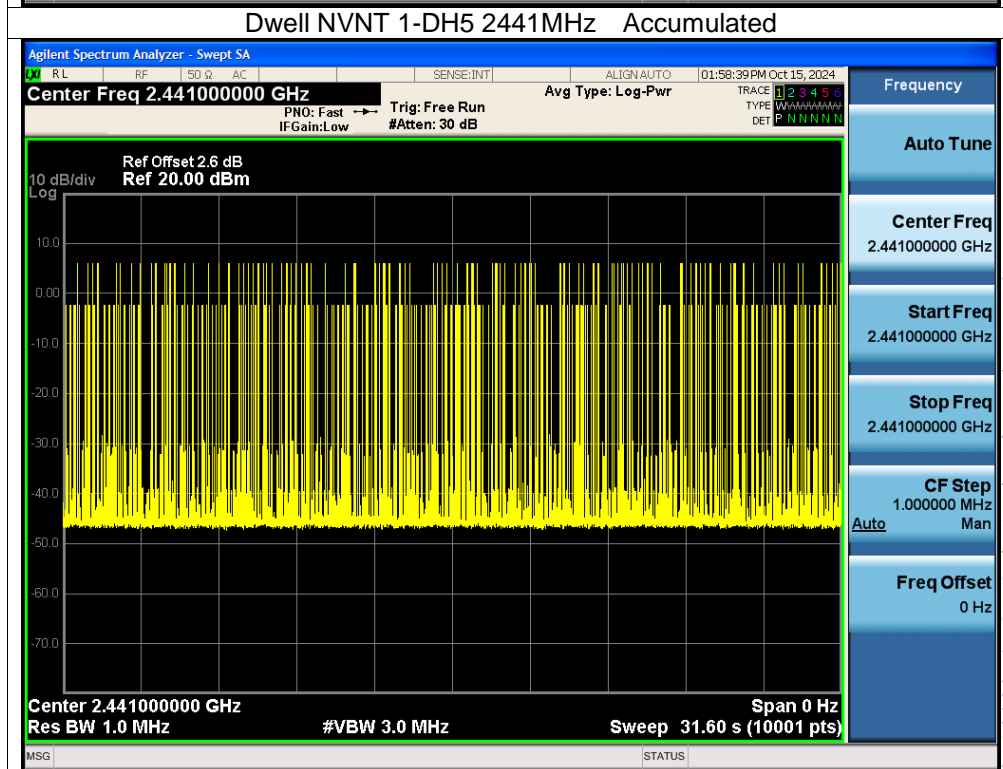 Dwell NVNT 1-DH5 2441MHz Accumulated
Agilent Spectrum Analyzer - Swept SA
LXI RL RF 50 Ω AC SENSE:INT ALIGN AUTO 01:58:39 PM Oct 15, 2024
Center Freq 2.441000000 GHz
PNO: Fast
IFGain:Low
Trig: Free Run
#Atten: 30 dB
Avg Type: Log-Pwr
TRACE 1 2 3 4 5 6
TYPE
DET P N N N N N
Ref Offset 2.6 dB
10 dB/div Ref 20.00 dBm
Log
10.0
0.00
-10.0
-20.0
-30.0
-40.0
-50.0
-60.0
-70.0
Center 2.441000000 GHz Span 0 Hz
Res BW 1.0 MHz #VBW 3.0 MHz Sweep 31.60 s (10001 pts)
MSG STATUS
Frequency
Auto Tune
Center Freq
2.441000000 GHz
Start Freq
2.441000000 GHz
Stop Freq
2.441000000 GHz
CF Step
1.000000 MHz
Auto Man
Freq Offset
0 Hz